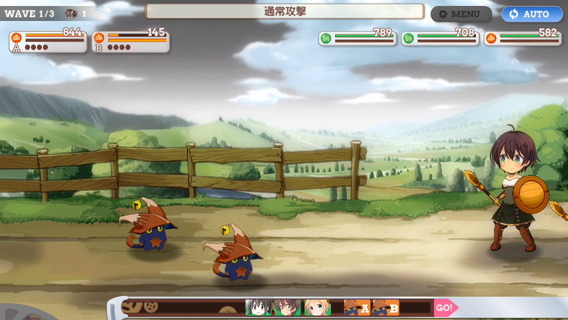 WAVE 1/3 1
通常攻撃
MENU
AUTO
844
145
789
708
582
A
B
A
B
GO!